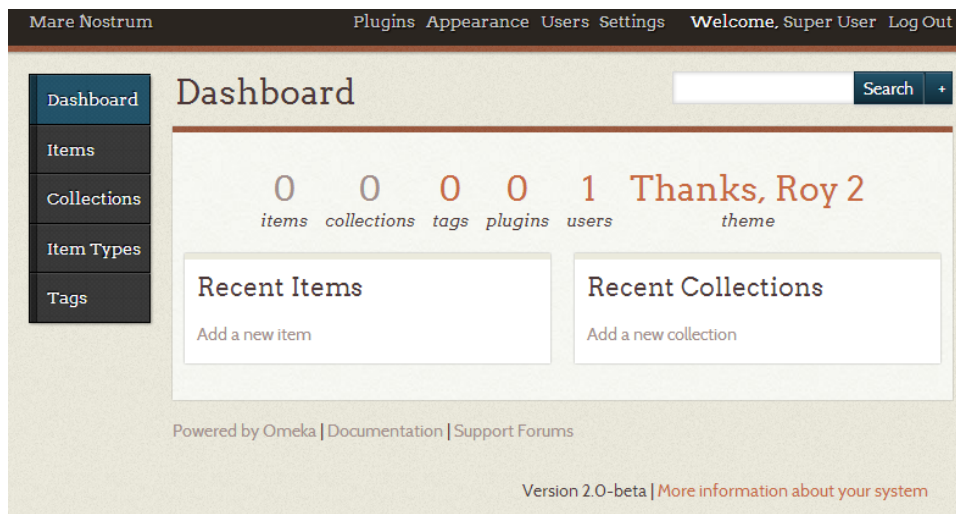 Mare Nostrum Plugins Appearance Users Settings Welcome, Super User Log Out
Dashboard
Items
Collections
Item Types
Tags
Dashboard
Search +
0 0 0 0 1 Thanks, Roy 2
items collections tags plugins users theme
Recent Items
Add a new item
Recent Collections
Add a new collection
Powered by Omeka | Documentation | Support Forums
Version 2.0-beta | More information about your system